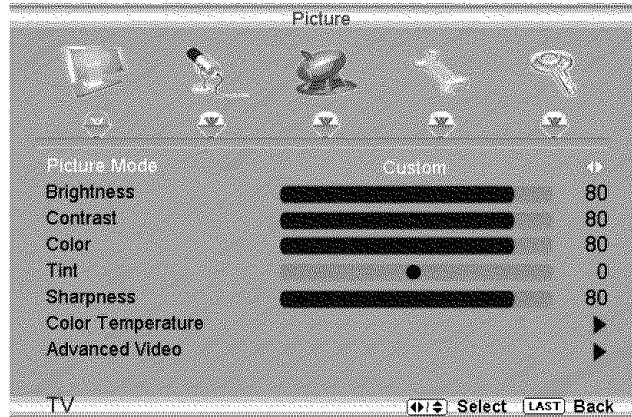 Picture
Picture Mode Custom
Brightness 80
Contrast 80
Color 80
Tint 0
Sharpness 80
Color Temperature
Advanced Video
TV Select LAST Back